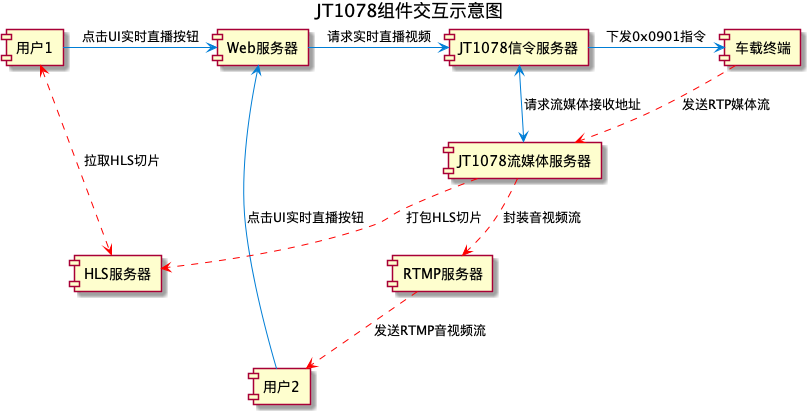 JT1078组件交互示意图
用户1
点击UI实时直播按钮
Web服务器
请求实时直播视频
JT1078信令服务器
下发0x0901指令
车载终端
请求流媒体接收地址
发送RTP媒体流
拉取HLS切片
JT1078流媒体服务器
点击UI实时直播按钮
打包HLS切片
封装音视频流
HLS服务器
RTMP服务器
发送RTMP音视频流
用户2